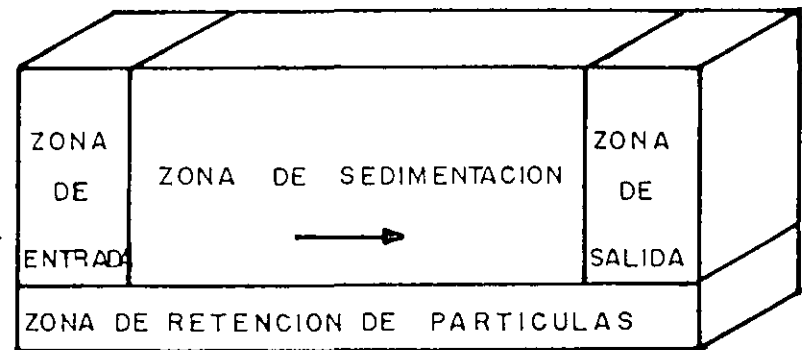 ZONA
DE
ENTRADA
ZONA DE SEDIMENTACION
ZONA
DE
SALIDA
ZONA DE RETENCION DE PARTICULAS